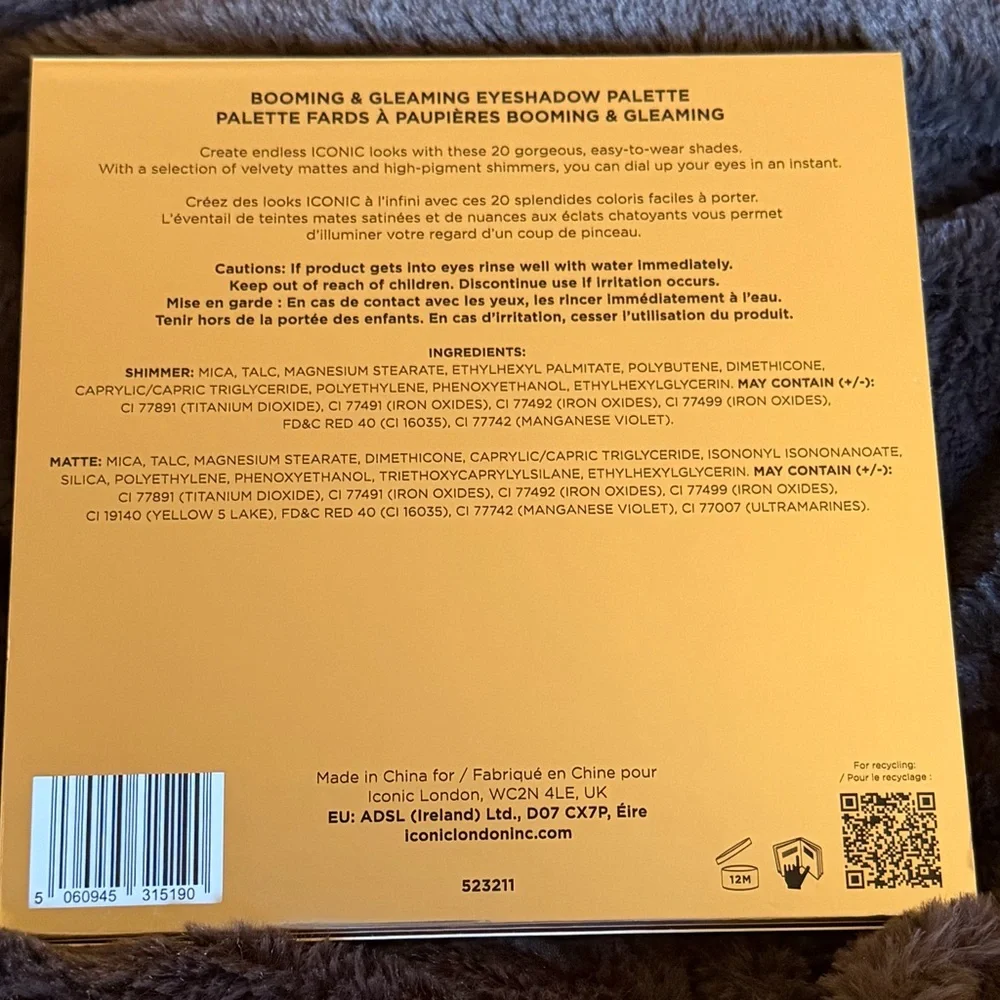 BOOMING & GLEAMING EYESHADOW PALETTE
PALETTE FARDS À PAUPIÈRES BOOMING & GLEAMING
Create endless ICONIC looks with these 20 gorgeous, easy-to-wear shades.
With a selection of velvety mattes and high-pigment shimmers, you can dial up your eyes in an instant.
Créez des looks ICONIC à l'infini avec ces 20 splendides coloris faciles à porter.
L'éventail de teintes mates satinées et de nuances aux éclats chatoyants vous permet
d'illuminer votre regard d'un coup de pinceau.
Cautions: If product gets into eyes rinse well with water immediately.
Keep out of reach of children. Discontinue use if irritation occurs.
Mise en garde : En cas de contact avec les yeux, les rincer immédiatement à l'eau.
Tenir hors de la portée des enfants. En cas d'irritation, cesser l'utilisation du produit.
INGREDIENTS:
SHIMMER: MICA, TALC, MAGNESIUM STEARATE, ETHYLHEXYL PALMITATE, POLYBUTENE, DIMETHICONE,
CAPRYLIC/CAPRIC TRIGLYCERIDE, POLYETHYLENE, PHENOXYETHANOL, ETHYLHEXYLGLYCERIN. MAY CONTAIN (+/-):
CI 77891 (TITANIUM DIOXIDE), CI 77491 (IRON OXIDES), CI 77492 (IRON OXIDES), CI 77499 (IRON OXIDES),
FD&C RED 40 (CI 16035), CI 77742 (MANGANESE VIOLET).
MATTE: MICA, TALC, MAGNESIUM STEARATE, DIMETHICONE, CAPRYLIC/CAPRIC TRIGLYCERIDE, ISONONYL ISONONANOATE,
SILICA, POLYETHYLENE, PHENOXYETHANOL, TRIETHOXYCAPRYLYLSILANE, ETHYLHEXYLGLYCERIN. MAY CONTAIN (+/-):
CI 77891 (TITANIUM DIOXIDE), CI 77491 (IRON OXIDES), CI 77492 (IRON OXIDES), CI 77499 (IRON OXIDES),
CI 19140 (YELLOW 5 LAKE), FD&C RED 40 (CI 16035), CI 77742 (MANGANESE VIOLET), CI 77007 (ULTRAMARINES).
Made in China for / Fabriqué en Chine pour
Iconic London, WC2N 4LE, UK
EU: ADSL (Ireland) Ltd., D07 CX7P, Éire
iconiclondoninc.com
523211
5 060945 315190
12M
For recycling:
/ Pour le recyclage :